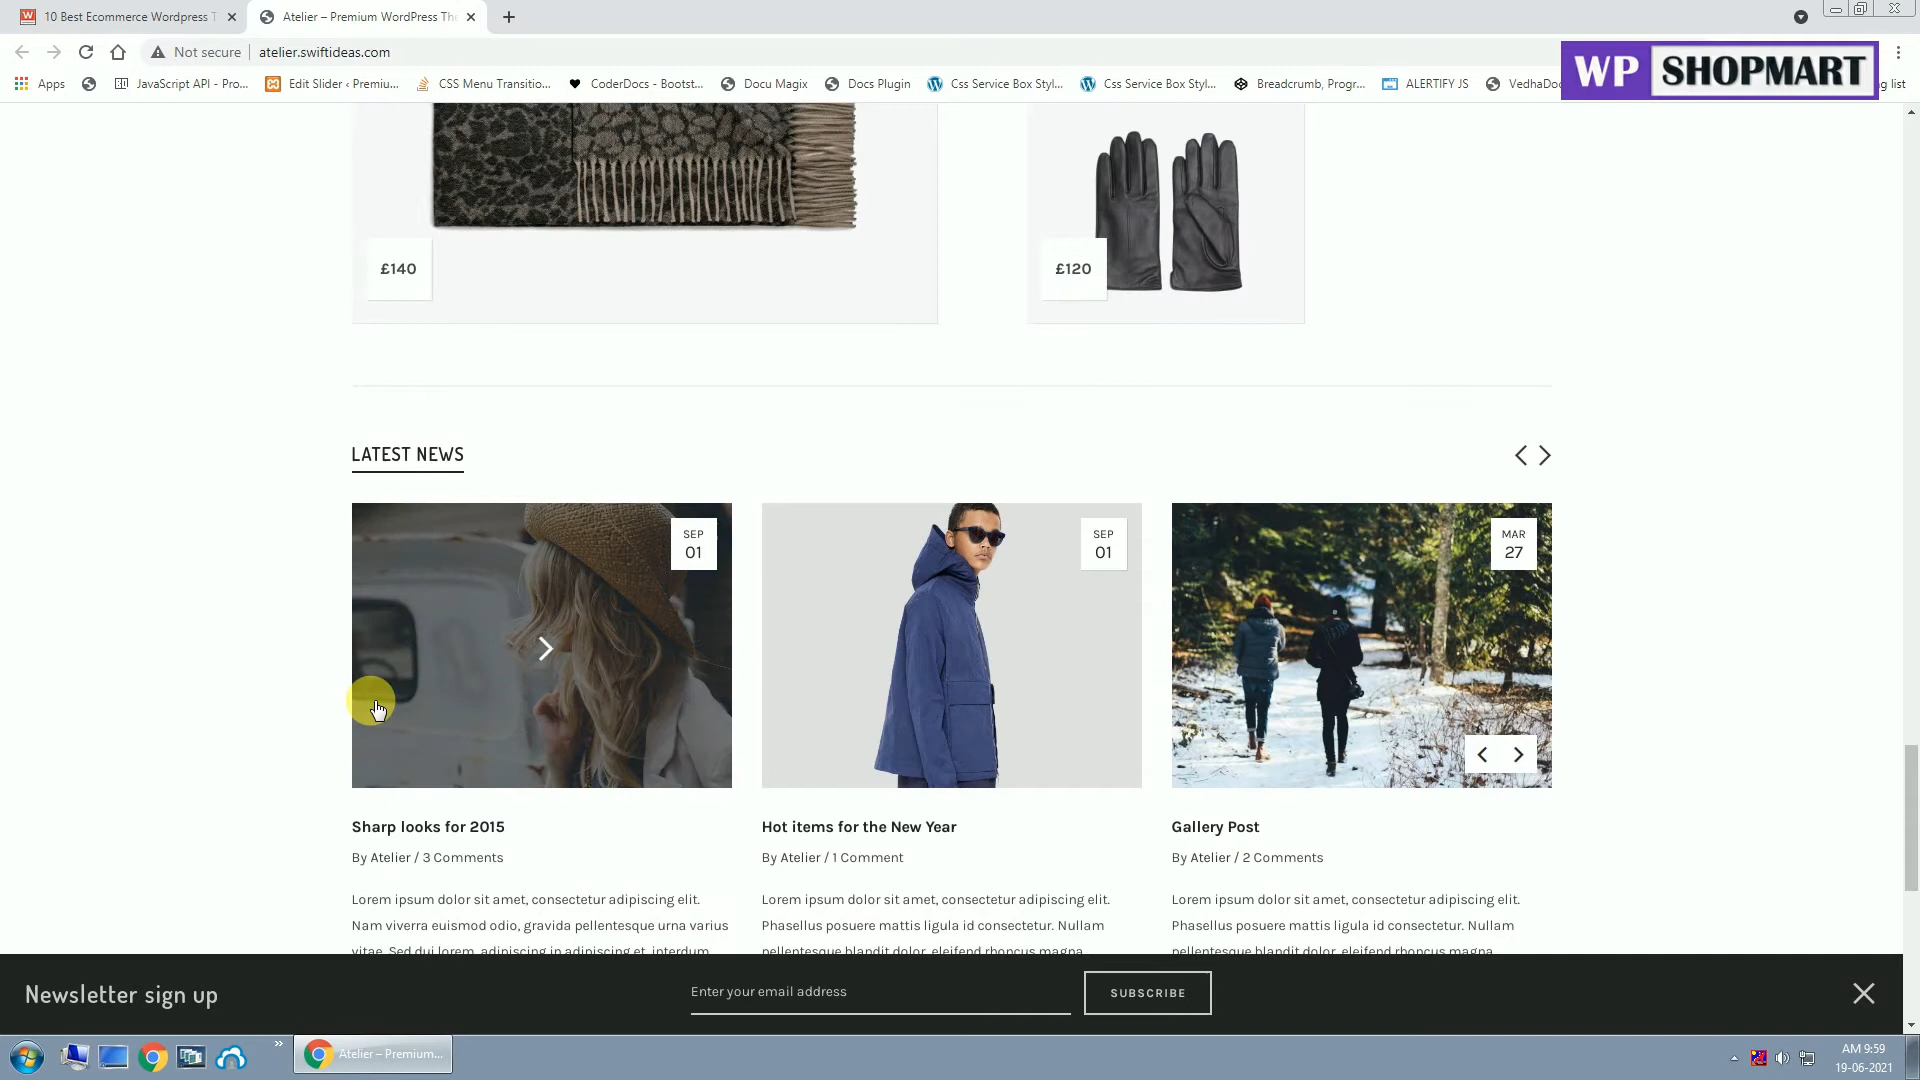 10 Best Ecommerce Wordpress T
Atelier – Premium WordPress The
Not secure
atelier.swiftideas.com
WP SHOPMART
Apps
JavaScript API - Pro...
Edit Slider ‹ Premiu...
CSS Menu Transitio...
CoderDocs - Bootst...
Docu Magix
Docs Plugin
Css Service Box Styl...
Css Service Box Styl...
Breadcrumb, Progr...
ALERTIFY JS
VedhaDoc
g list
£140
£120
LATEST NEWS
SEP
01
SEP
01
MAR
27
Sharp looks for 2015
Hot items for the New Year
Gallery Post
By Atelier / 3 Comments
By Atelier / 1 Comment
By Atelier / 2 Comments
Lorem ipsum dolor sit amet, consectetur adipiscing elit.
Nam viverra euismod odio, gravida pellentesque urna varius
vitae. Sed dui lorem, adipiscing in adipiscing et, interdum
Lorem ipsum dolor sit amet, consectetur adipiscing elit.
Phasellus posuere mattis ligula id consectetur. Nullam
pellentesque blandit dolor, eleifend rhoncus magna
Lorem ipsum dolor sit amet, consectetur adipiscing elit.
Phasellus posuere mattis ligula id consectetur. Nullam
pellentesque blandit dolor, eleifend rhoncus magna
Newsletter sign up
Enter your email address
SUBSCRIBE
Atelier – Premium...
AM 9:59
19-06-2021